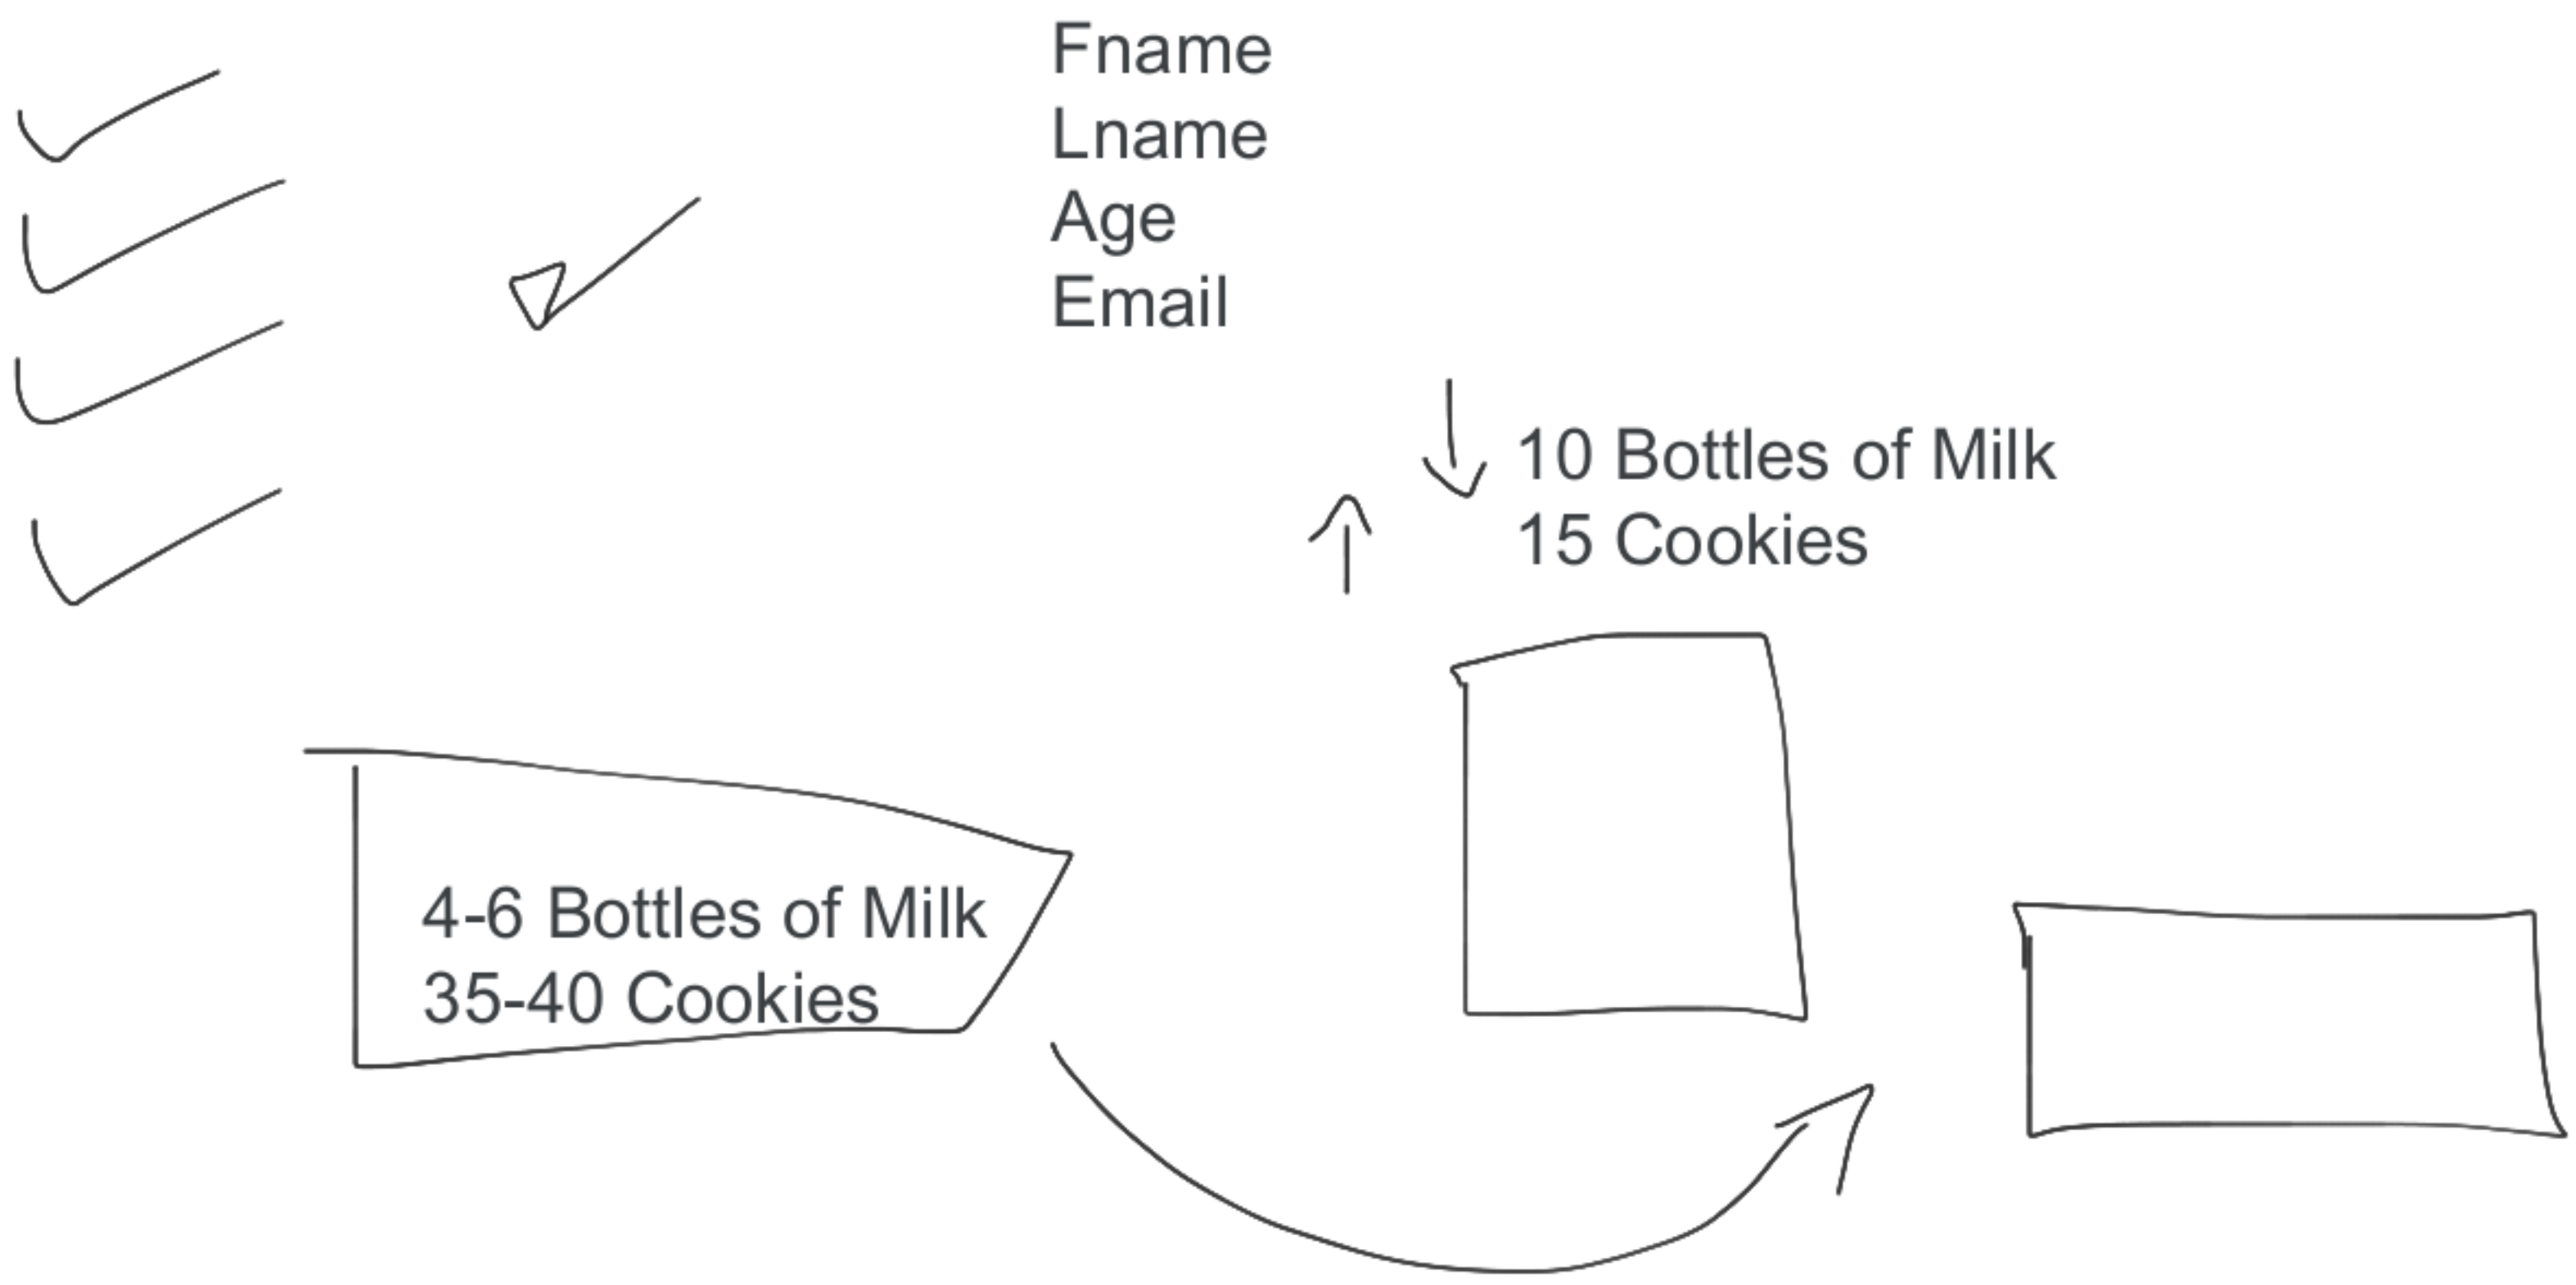 Fname
Lname
Age
Email
10 Bottles of Milk
15 Cookies
4-6 Bottles of Milk
35-40 Cookies